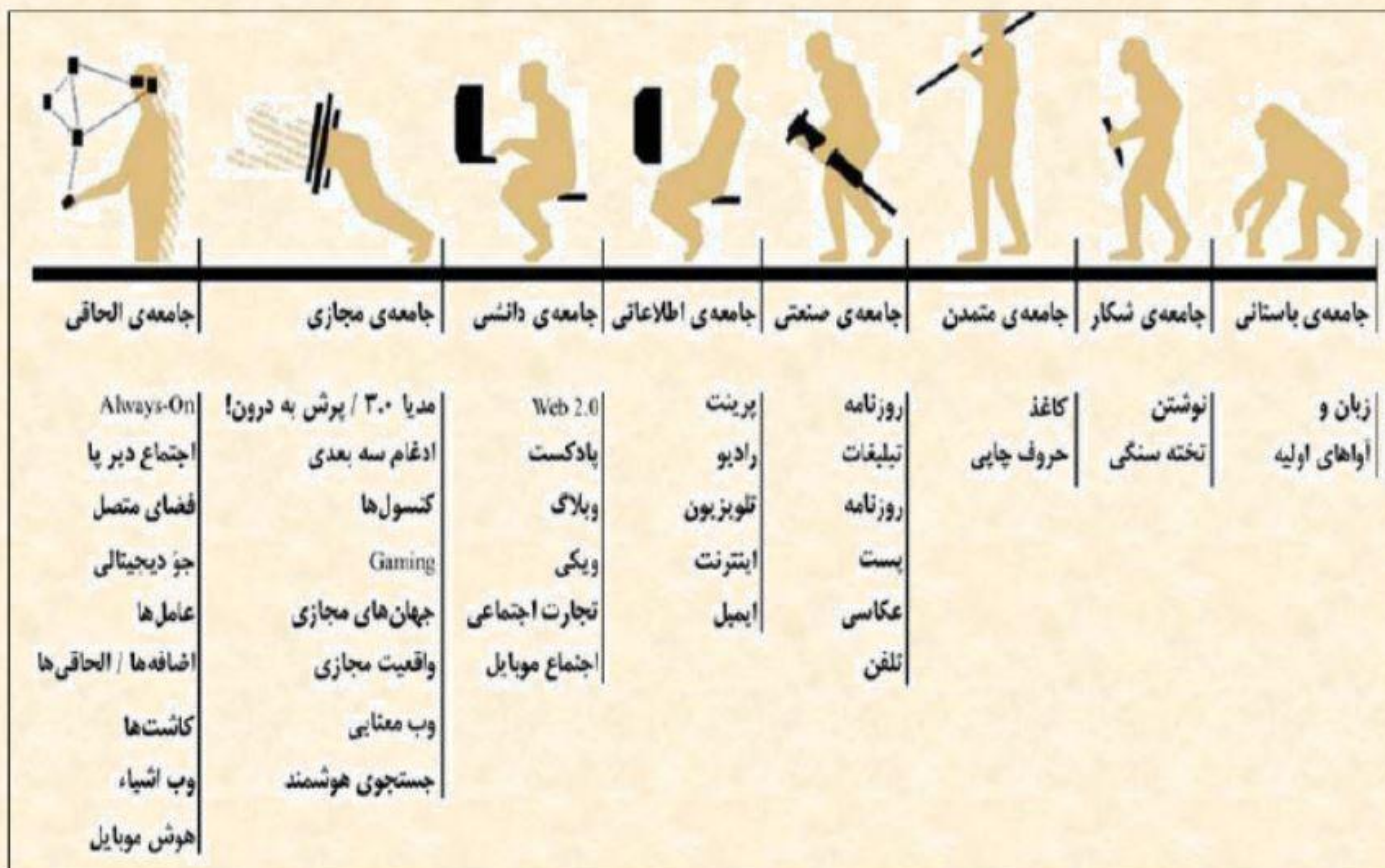 جامعه‌ی باستانی
جامعه‌ی شکار
جامعه‌ی متمدن
جامعه‌ی صنعتی
جامعه‌ی اطلاعاتی
جامعه‌ی دانشی
جامعه‌ی مجازی
جامعه‌ی الحاقی
زبان و
آواهای اولیه
نوشتن
تخته سنگی
کاغذ
حروف چاپی
روزنامه
تبلیغات
روزنامه
پست
عکاسی
تلفن
پرینت
رادیو
تلویزیون
اینترنت
ایمیل
Web 2.0
پادکست
وبلاگ
ویکی
تجارت اجتماعی
اجتماع موبایل
مدیا ۳.۰ / پرش به درون!
ادغام سه بعدی
کنسول‌ها
Gaming
جهان‌های مجازی
واقعیت مجازی
وب معنایی
جستجوی هوشمند
Always-On
اجتماع دیر پا
فضای متصل
جوّ دیجیتالی
عامل‌ها
اضافه‌ها / الحاقی‌ها
کاشت‌ها
وب اشیاء
هوش موبایل